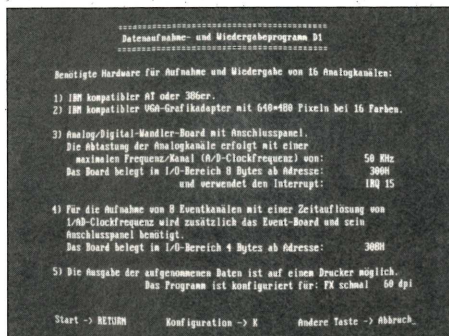 ========================================
Datenaufnahme- und Wiedergabeprogramm D1
========================================
Benötigte Hardware für Aufnahme und Wiedergabe von 16 Analogkanälen:
1) IBM kompatibler AT oder 386er.
2) IBM kompatibler VGA-Grafikadapter mit 640*480 Pixeln bei 16 Farben.
3) Analog/Digital-Wandler-Board mit Anschlusspanel.
Die Abtastung der Analogkanäle erfolgt mit einer
maximalen Frequenz/Kanal (A/D-Clockfrequenz) von: 50 KHz
Das Board belegt im I/O-Bereich 8 Bytes ab Adresse: 300H
und verwendet den Interrupt: IRQ 15
4) Für die Aufnahme von 8 Eventkanälen mit einer Zeitauflösung von
1/AD-Clockfrequenz wird zusätzlich das Event-Board und sein
Anschlusspanel benötigt.
Das Board belegt im I/O-Bereich 4 Bytes ab Adresse: 308H
5) Die Ausgabe der aufgenommenen Daten ist auf einem Drucker möglich.
Das Programm ist konfiguriert für: FX schmal 60 dpi
Start -> RETURN Konfiguration -> K Andere Taste -> Abbruch_